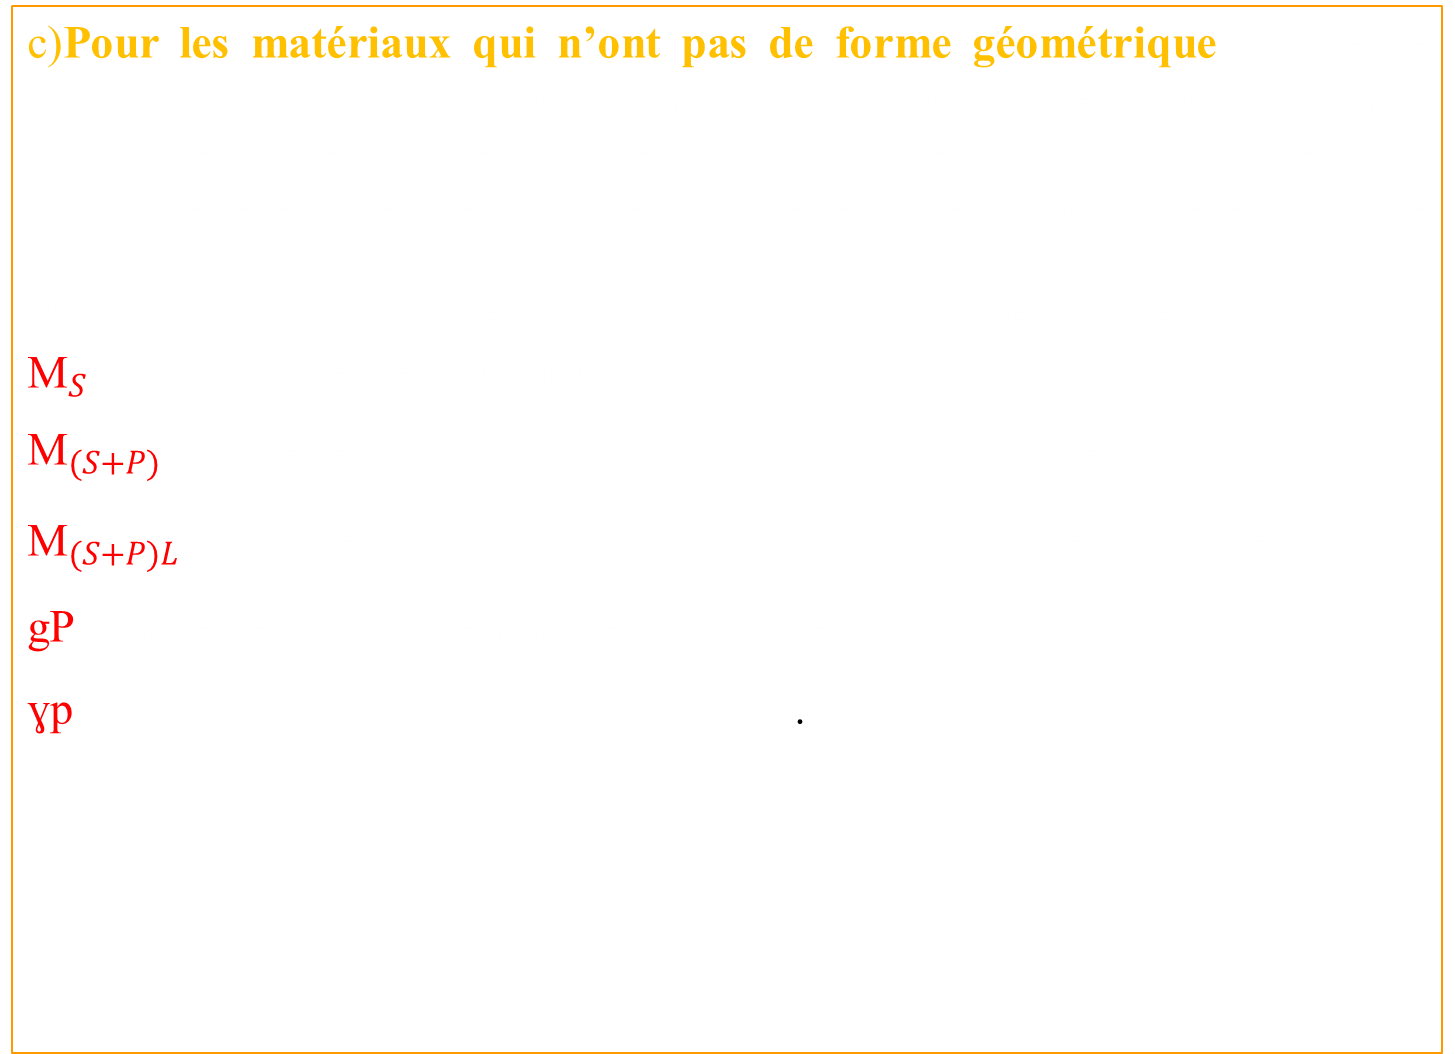 c)Pour les matériaux qui n’ont pas de forme géométrique
M_S
M_(S+P)
M_(S+P)L
gP
ɣp .